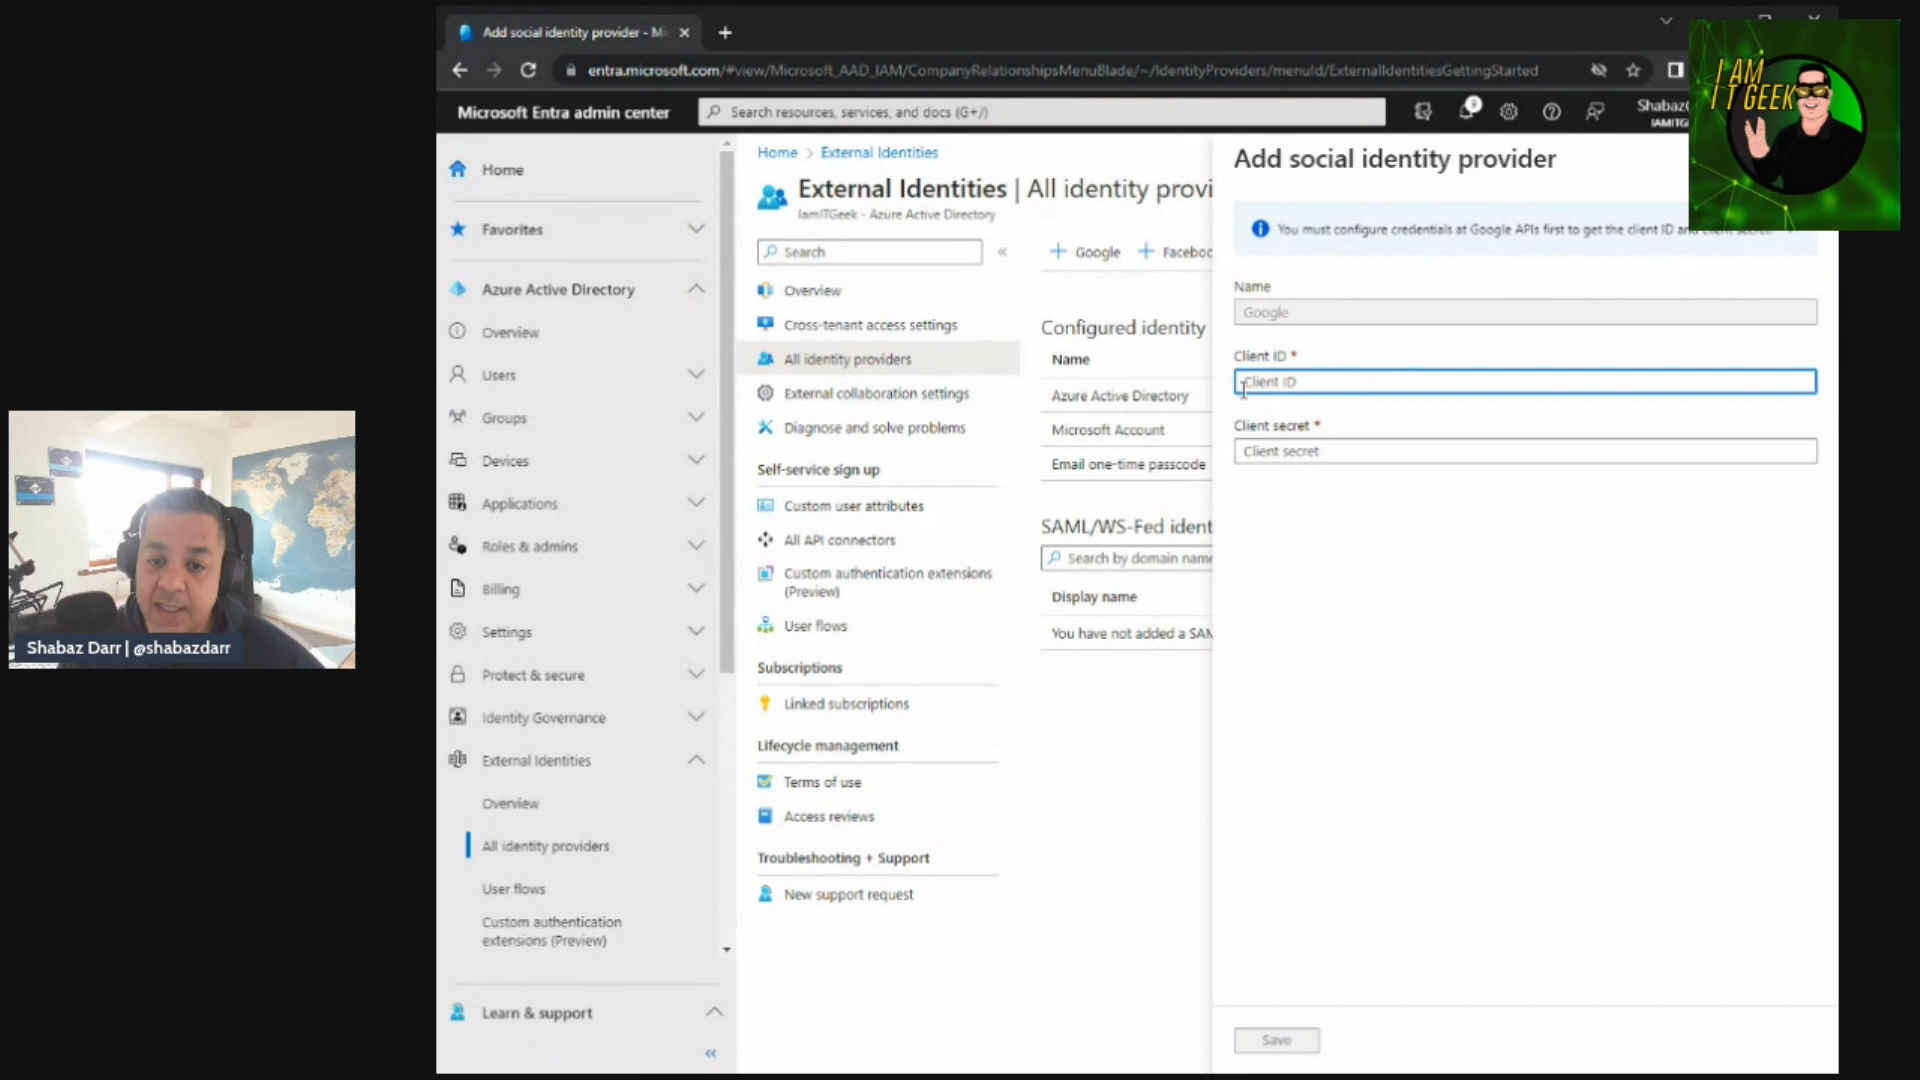 Add social identity provider - Mi
entra.microsoft.com/#view/Microsoft_AAD_IAM/CompanyRelationshipsMenuBlade/~/IdentityProviders/menuId/ExternalIdentitiesGettingStarted
Microsoft Entra admin center
Search resources, services, and docs (G+/)
I AM
I T GEEK
Home
Favorites
Azure Active Directory
Overview
Users
Groups
Devices
Applications
Roles & admins
Billing
Settings
Protect & secure
Identity Governance
External Identities
Overview
All identity providers
User flows
Custom authentication
extensions (Preview)
Learn & support
Home > External Identities
External Identities | All identity provi
IamITGeek - Azure Active Directory
Search
Overview
Cross-tenant access settings
All identity providers
External collaboration settings
Diagnose and solve problems
Self-service sign up
Custom user attributes
All API connectors
Custom authentication extensions
(Preview)
User flows
Subscriptions
Linked subscriptions
Lifecycle management
Terms of use
Access reviews
Troubleshooting + Support
New support request
+ Google + Faceboo
Configured identity
Name
Azure Active Directory
Microsoft Account
Email one-time passcode
SAML/WS-Fed ident
Search by domain name
Display name
You have not added a SAM
Add social identity provider
You must configure credentials at Google APIs first to get the client ID and client secret.
Name
Google
Client ID *
Client ID
Client secret *
Client secret
Save
Shabaz Darr | @shabazdarr